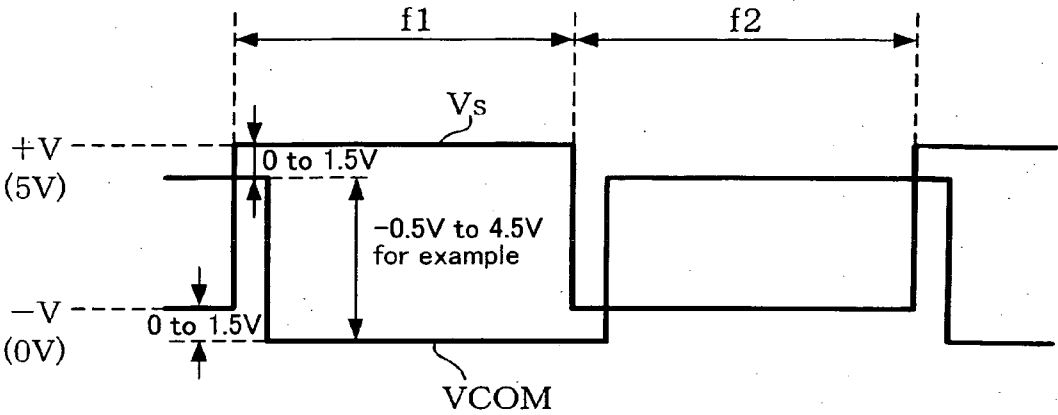 f1
f2
Vs
+V
(5V)
0 to 1.5V
−0.5V to 4.5V
for example
−V
(0V)
0 to 1.5V
VCOM